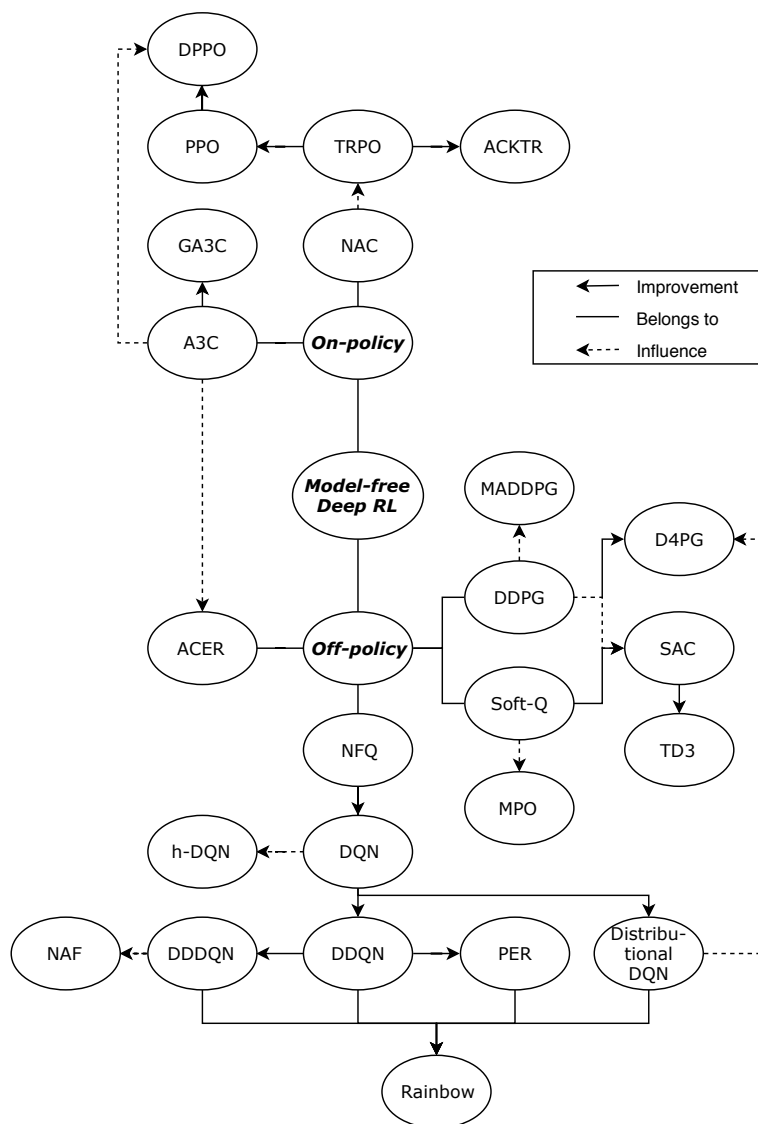 DPPO
PPO
TRPO
ACKTR
GA3C
NAC
A3C
On-policy
Improvement
Belongs to
Influence
Model-free
Deep RL
MADDPG
D4PG
DDPG
ACER
Off-policy
SAC
Soft-Q
NFQ
TD3
MPO
h-DQN
DQN
NAF
DDDQN
DDQN
PER
Distribu-
tional
DQN
Rainbow